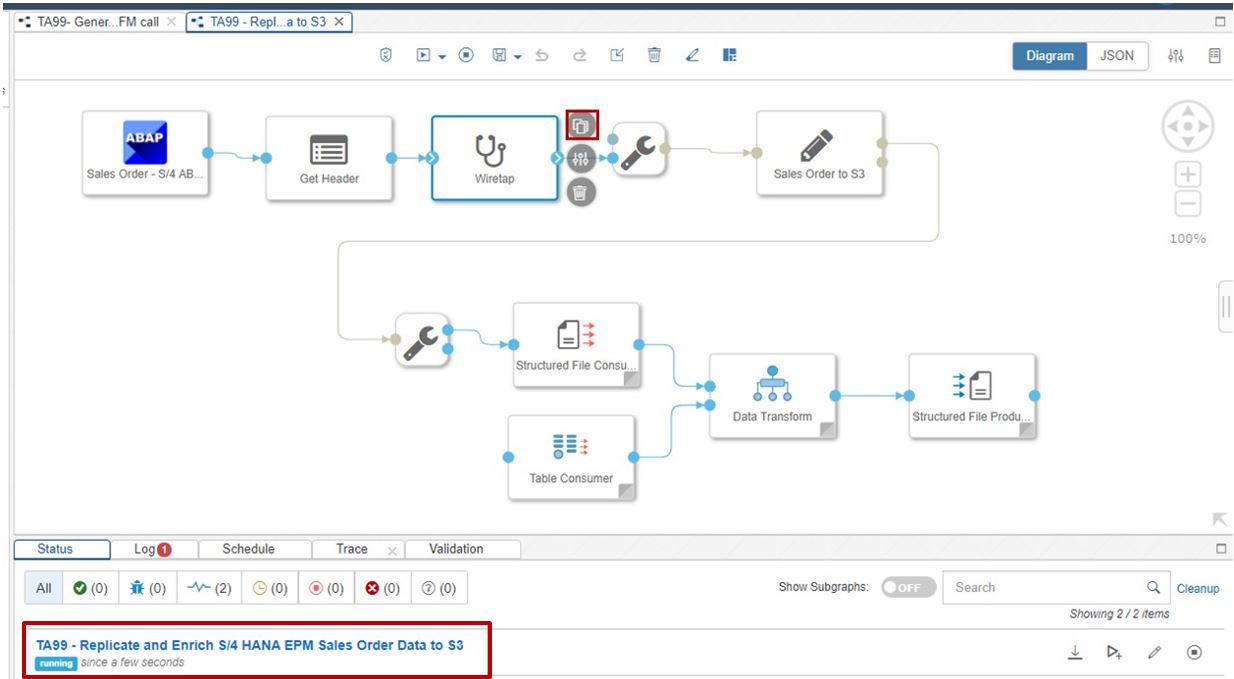 TA99- Gener...FM call
TA99 - Repl...a to S3
Diagram
JSON
ABAP
Sales Order - S/4 AB...
Get Header
Wiretap
Sales Order to S3
100%
Structured File Consu...
Data Transform
Structured File Produ...
Table Consumer
Status
Log 1
Schedule
Trace
Validation
All
(0)
(0)
(2)
(0)
(0)
(0)
(0)
Show Subgraphs:
OFF
Search
Cleanup
Showing 2 / 2 items
TA99 - Replicate and Enrich S/4 HANA EPM Sales Order Data to S3
running since a few seconds